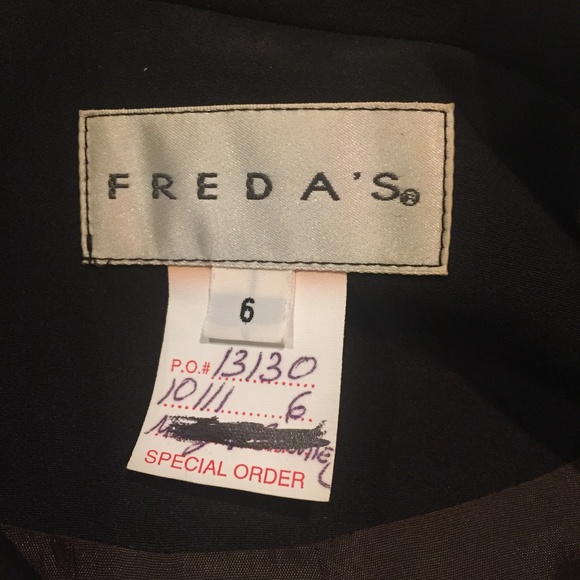 FREDA'S®
6
P.O.# 13130
10111 6
SPECIAL ORDER